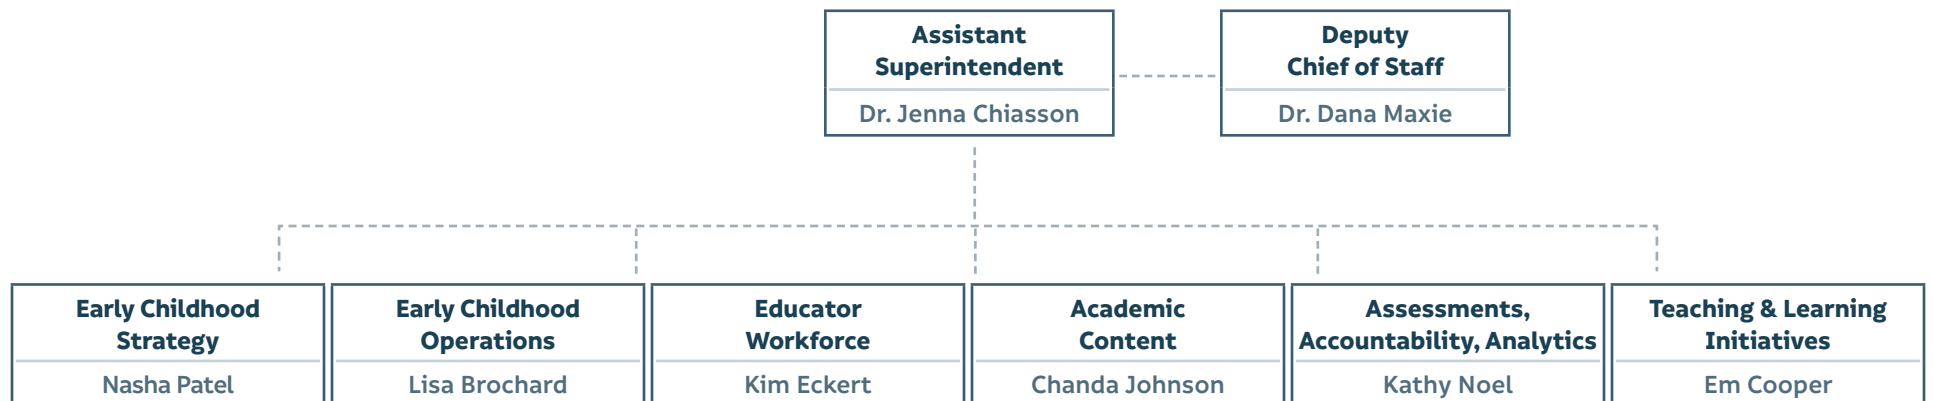 Assistant
Superintendent
Dr. Jenna Chiasson
Deputy
Chief of Staff
Dr. Dana Maxie
Early Childhood
Strategy
Nasha Patel
Early Childhood
Operations
Lisa Brochard
Educator
Workforce
Kim Eckert
Academic
Content
Chanda Johnson
Assessments,
Accountability, Analytics
Kathy Noel
Teaching & Learning
Initiatives
Em Cooper